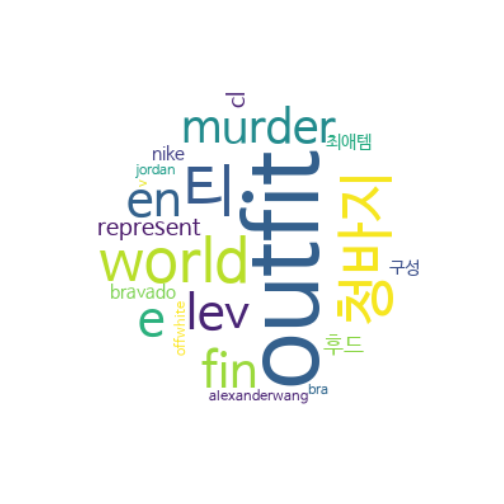 cl
murder
최애템
nike
jordan
v
티
en
outfit
청바지
represent
world
구성
bravado
e
lev
offwhite
후드
fin
bra
alexanderwang